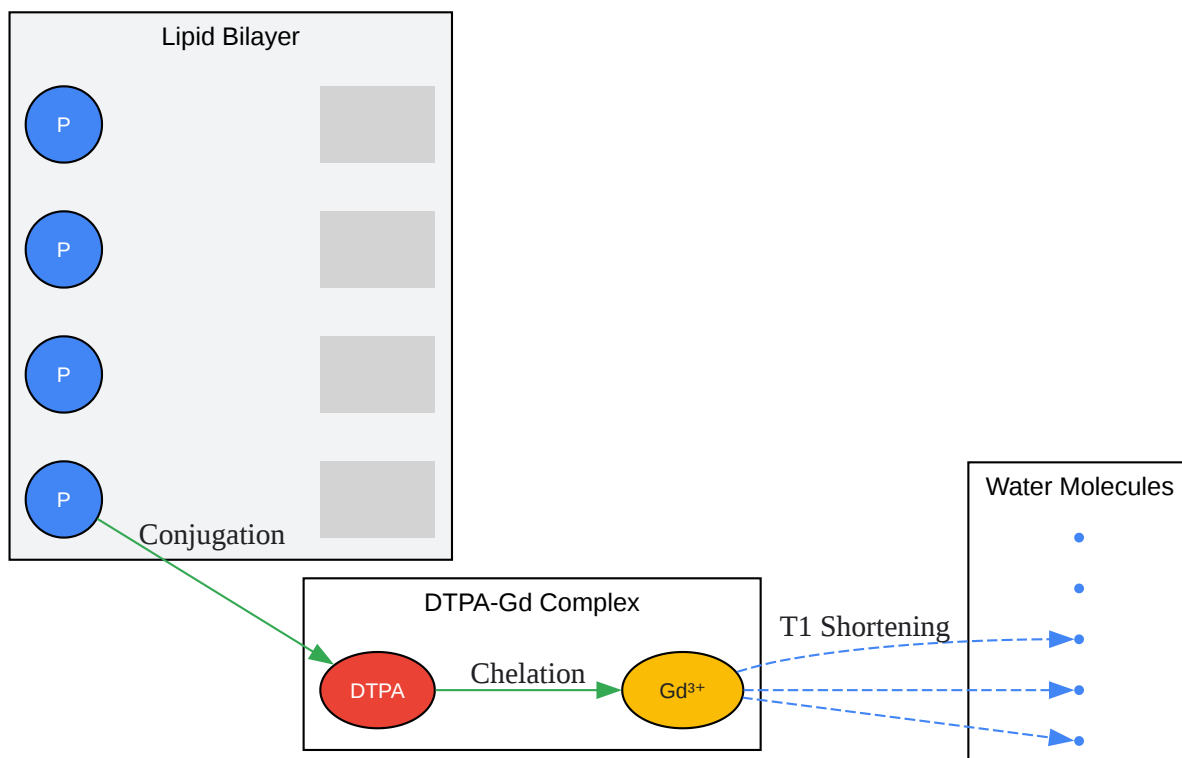 Lipid Bilayer
P
P
P
P
Conjugation
Water Molecules
DTPA-Gd Complex
T1 Shortening
DTPA
Chelation
Gd³⁺